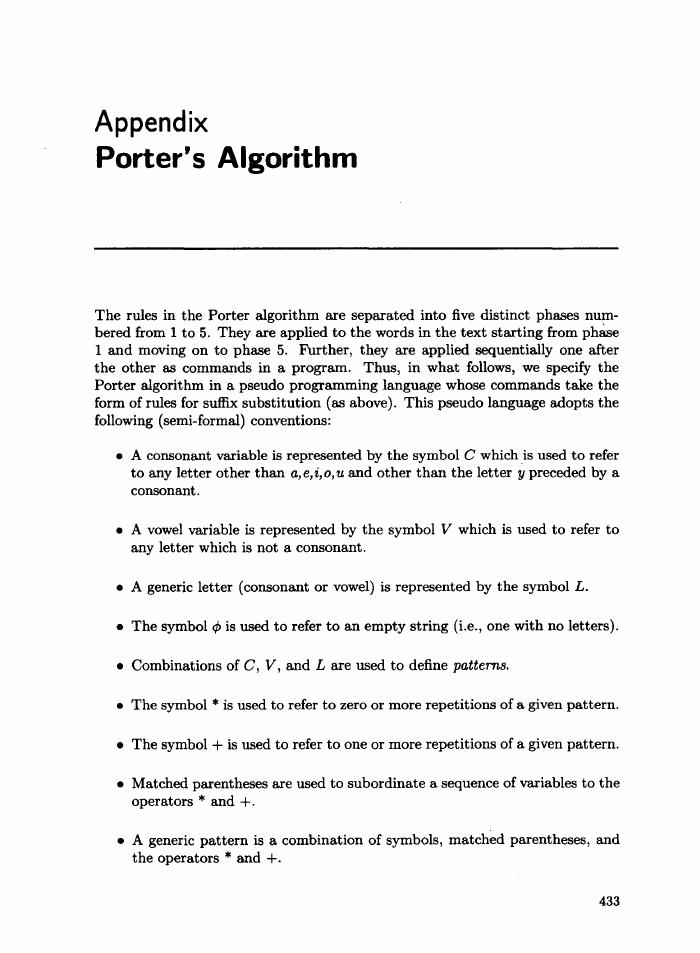 Appendix
Porter's Algorithm
The rules in the Porter algorithm are separated into five distinct phases num-
bered from 1 to 5. They are applied to the words in the text starting from phase
1 and moving on to phase 5. Further, they are applied sequentially one after
the other as commands in a program. Thus, in what follows, we specify the
Porter algorithm in a pseudo programming language whose commands take the
form of rules for suffix substitution (as above). This pseudo language adopts the
following (semi-formal) conventions:
• A consonant variable is represented by the symbol C which is used to refer
to any letter other than a,e,i,o,u and other than the letter y preceded by a
consonant.
• A vowel variable is represented by the symbol V which is used to refer to
any letter which is not a consonant.
• A generic letter (consonant or vowel) is represented by the symbol L.
• The symbol ϕ is used to refer to an empty string (i.e., one with no letters).
• Combinations of C, V, and L are used to define patterns.
• The symbol * is used to refer to zero or more repetitions of a given pattern.
• The symbol + is used to refer to one or more repetitions of a given pattern.
• Matched parentheses are used to subordinate a sequence of variables to the
operators * and +.
• A generic pattern is a combination of symbols, matched parentheses, and
the operators * and +.
433